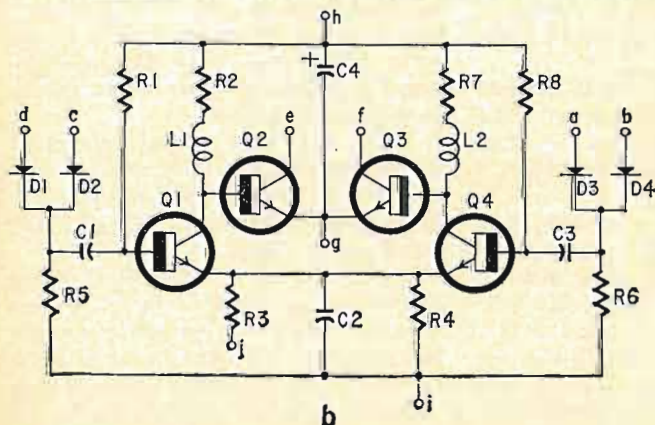 h
R1 R2 + C4 R7 R8
d c e f a b
L1 Q2 Q3 L2
D1 D2 Q1 Q4 D3 D4
C1 C3
R5 R3 C2 R4 R6
j i
g
b